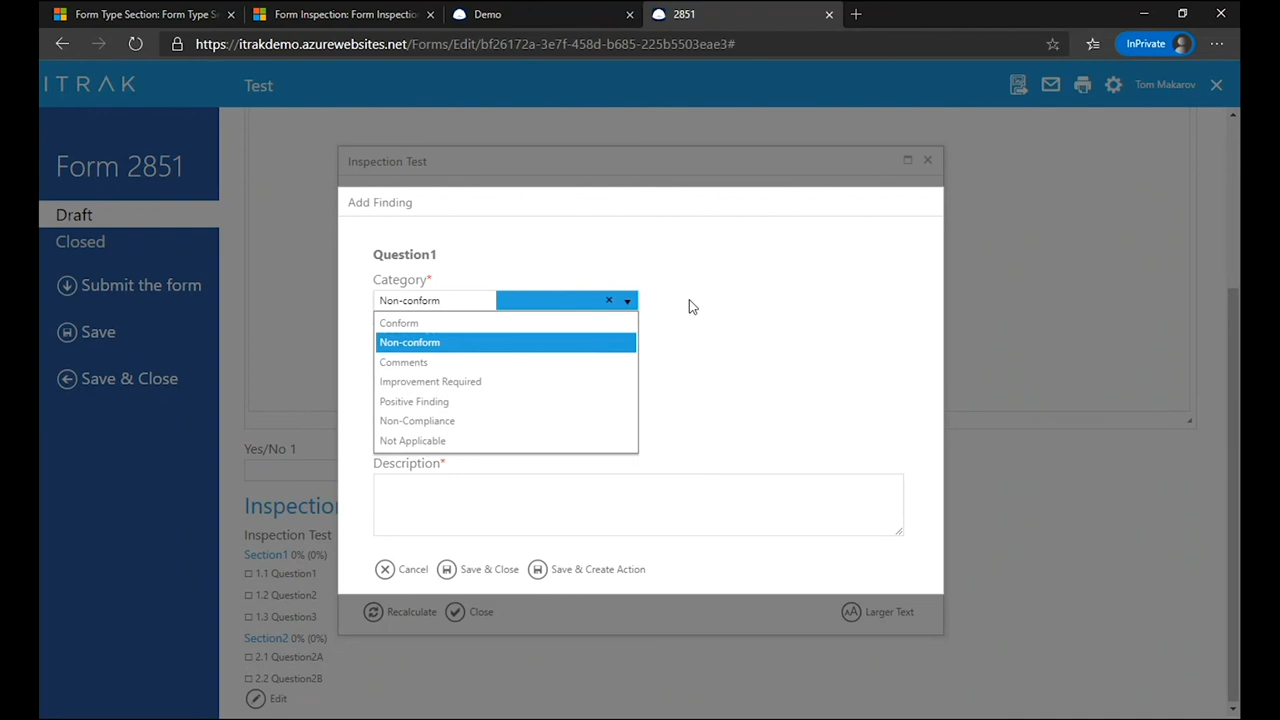 Form Type Section: Form Type Se
Form Inspection: Form Inspectio
Demo
2851
https://itrakdemo.azurewebsites.net/Forms/Edit/bf26172a-3e7f-458d-b685-225b5503eae3#
InPrivate
ITRAK
Test
Tom Makarov
Form 2851
Draft
Closed
Submit the form
Save
Save & Close
Inspection Test
Add Finding
Question1
Category*
Non-conform
Conform
Non-conform
Comments
Improvement Required
Positive Finding
Non-Compliance
Not Applicable
Description*
Cancel
Save & Close
Save & Create Action
Recalculate
Close
AA Larger Text
Yes/No 1
Inspectio
Inspection Test
Section1 0% (0%)
1.1 Question1
1.2 Question2
1.3 Question3
Section2 0% (0%)
2.1 Question2A
2.2 Question2B
Edit